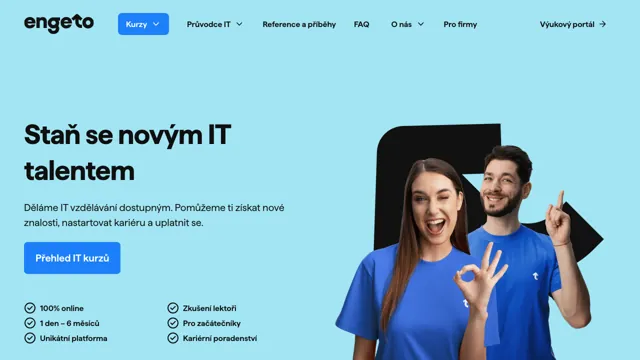 engeto
Kurzy
Průvodce IT
Reference a příběhy
FAQ
O nás
Pro firmy
Výukový portál
Staň se novým IT
talentem
Děláme IT vzdělávání dostupným. Pomůžeme ti získat nové
znalosti, nastartovat kariéru a uplatnit se.
Přehled IT kurzů
100% online
Zkušení lektoři
1 den – 6 měsíců
Pro začátečníky
Unikátní platforma
Kariérní poradenství